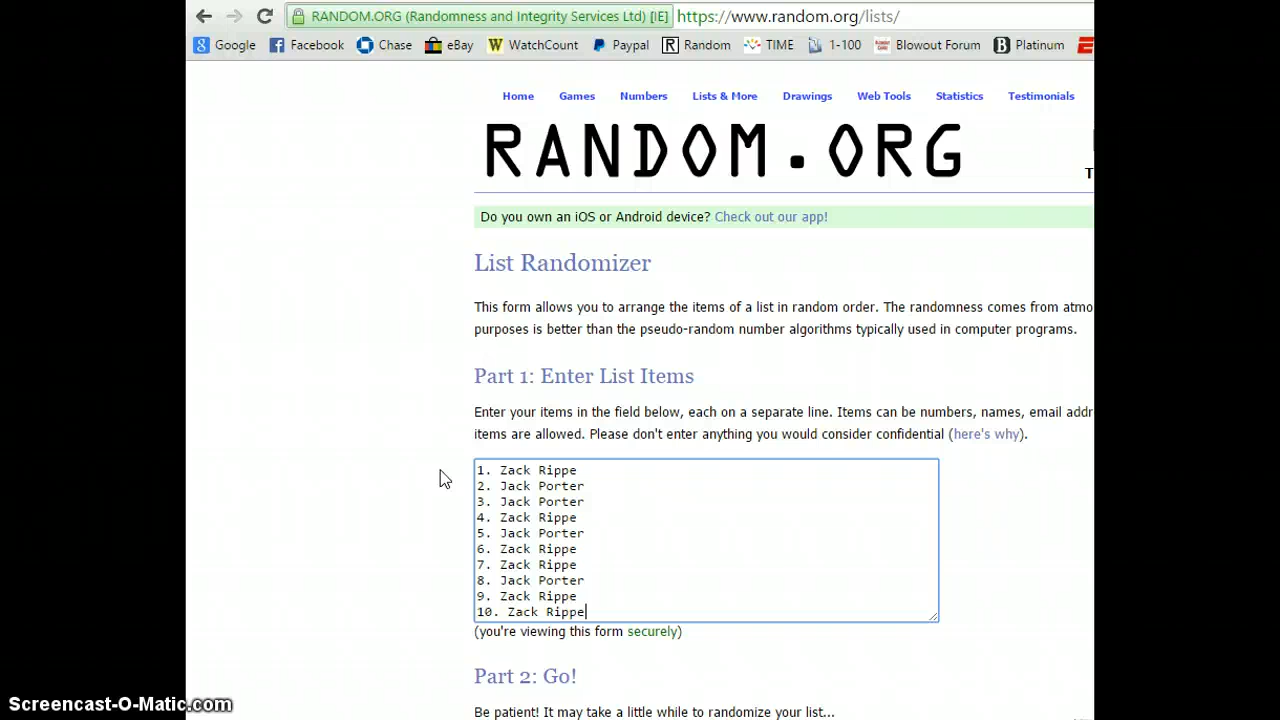 RANDOM.ORG (Randomness and Integrity Services Ltd) [IE] https://www.random.org/lists/
Google Facebook Chase eBay WatchCount Paypal Random TIME 1-100 Blowout Forum Platinum
Home Games Numbers Lists & More Drawings Web Tools Statistics Testimonials
RANDOM.ORG
T
Do you own an iOS or Android device? Check out our app!
List Randomizer
This form allows you to arrange the items of a list in random order. The randomness comes from atmo
purposes is better than the pseudo-random number algorithms typically used in computer programs.
Part 1: Enter List Items
Enter your items in the field below, each on a separate line. Items can be numbers, names, email addr
items are allowed. Please don't enter anything you would consider confidential (here's why).
1. Zack Rippe
2. Jack Porter
3. Jack Porter
4. Zack Rippe
5. Jack Porter
6. Zack Rippe
7. Zack Rippe
8. Jack Porter
9. Zack Rippe
10. Zack Rippe
(you're viewing this form securely)
Part 2: Go!
Be patient! It may take a little while to randomize your list...
Screencast-O-Matic.com